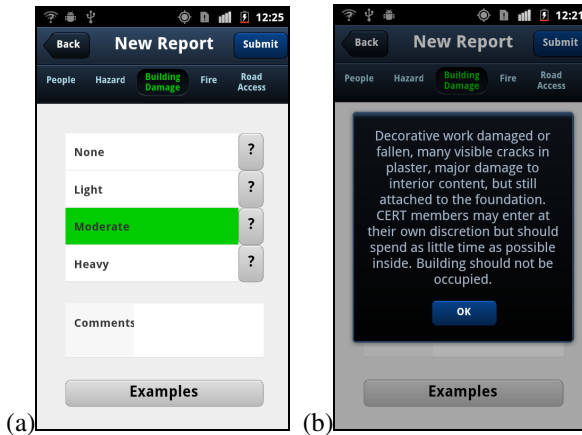 12:25
Back
New Report
Submit
People
Hazard
Building
Damage
Fire
Road
Access
None
?
Light
?
Moderate
?
Heavy
?
Comments
Examples
(a)
12:21
Back
New Report
Submit
People
Hazard
Building
Damage
Fire
Road
Access
Decorative work damaged or
fallen, many visible cracks in
plaster, major damage to
interior content, but still
attached to the foundation.
CERT members may enter at
their own discretion but should
spend as little time as possible
inside. Building should not be
occupied.
OK
Examples
(b)